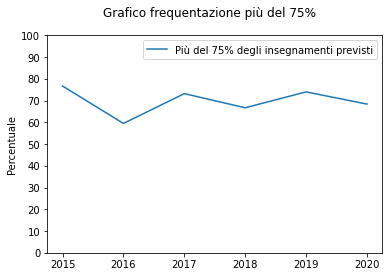 Grafico frequentazione più del 75%
Più del 75% degli insegnamenti previsti
Percentuale
100
90
80
70
60
50
40
30
20
10
0
2015 2016 2017 2018 2019 2020